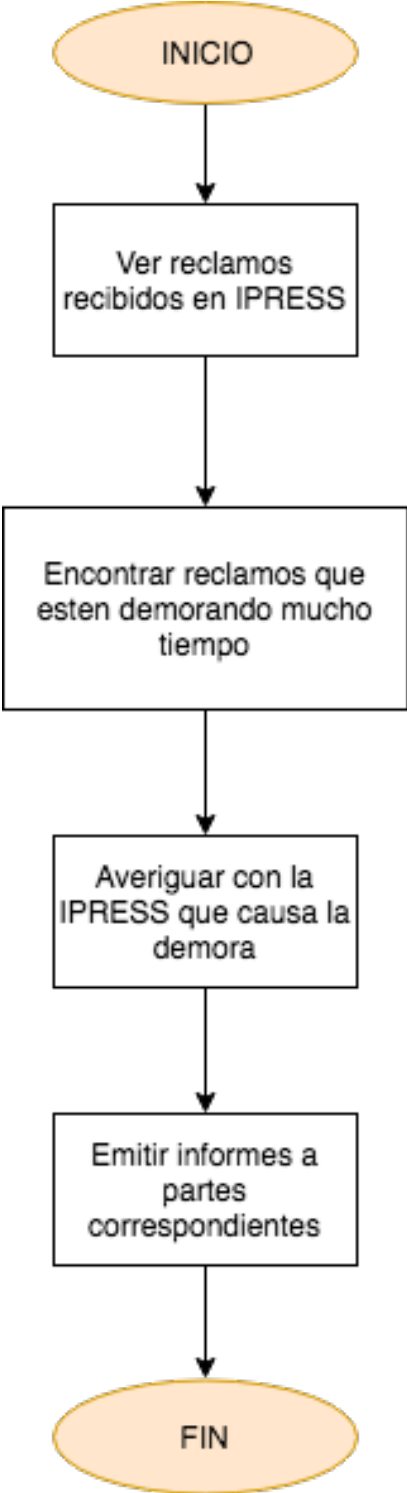 INICIO
Ver reclamos
recibidos en IPRESS
Encontrar reclamos que
esten demorando mucho
tiempo
Averiguar con la
IPRESS que causa la
demora
Emitir informes a
partes
correspondientes
FIN